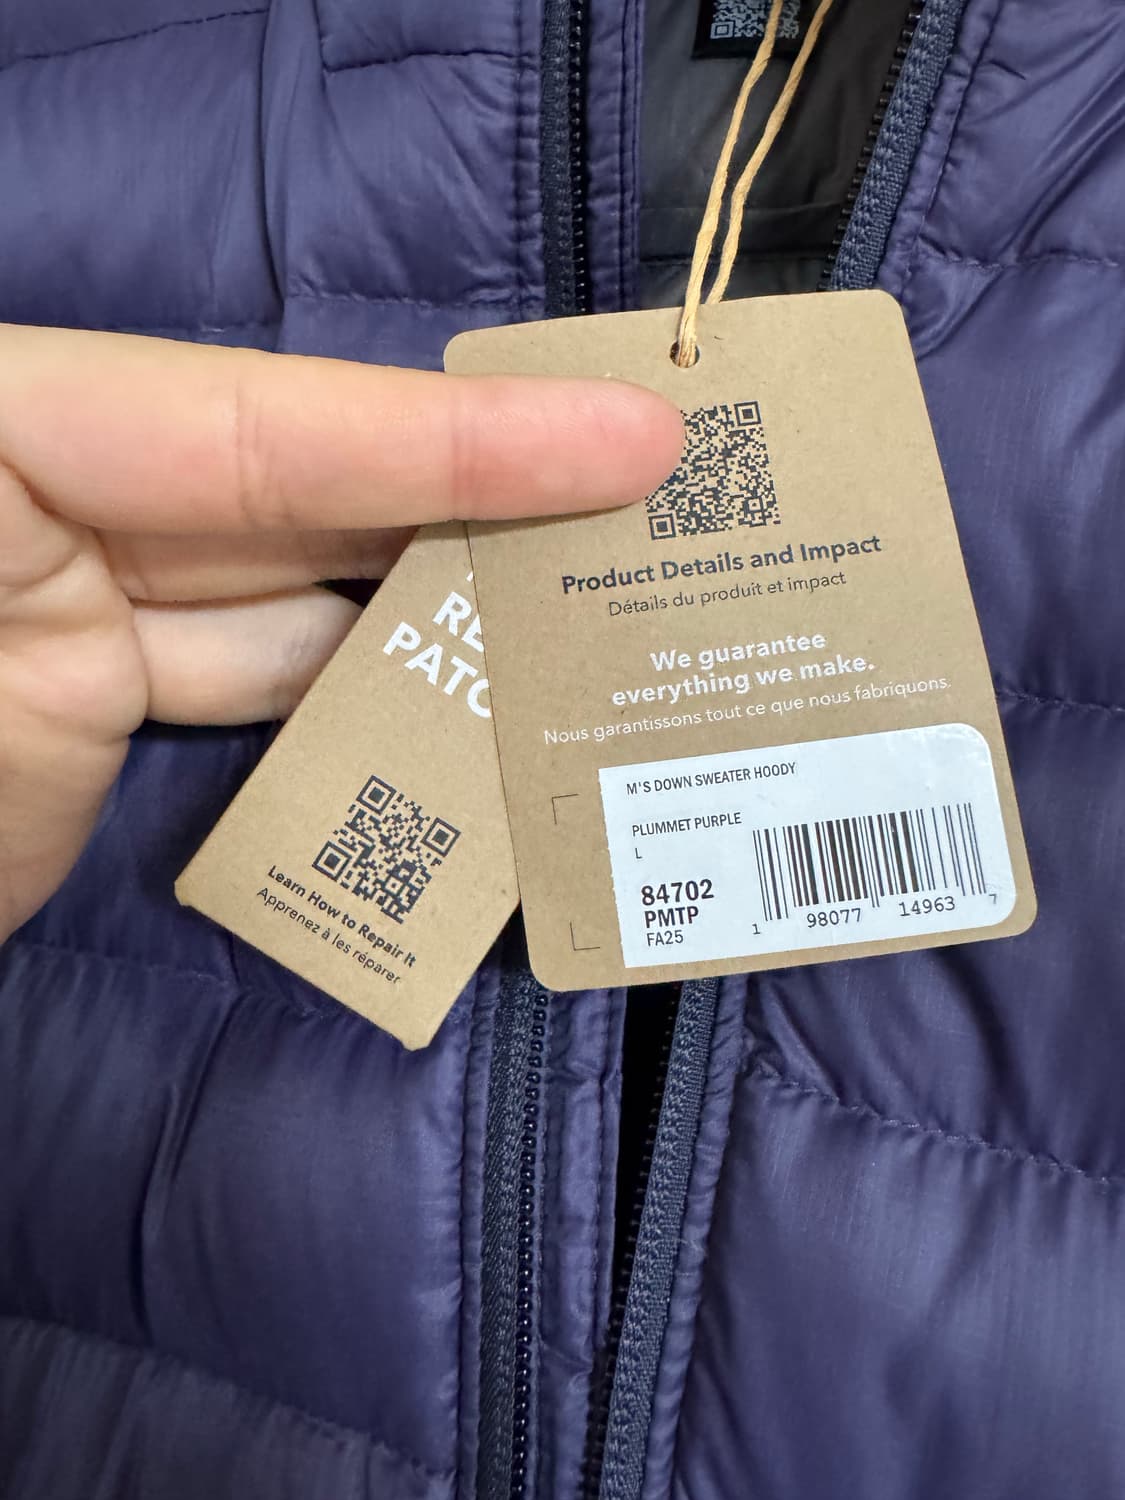 Product Details and Impact
Détails du produit et impact
We guarantee
everything we make.
Nous garantissons tout ce que nous fabriquons.
M'S DOWN SWEATER HOODY
PLUMMET PURPLE
L
84702
PMTP
FA25
1 98077 14963 7
RE
PATC
Learn How to Repair It
Apprenez à les réparer